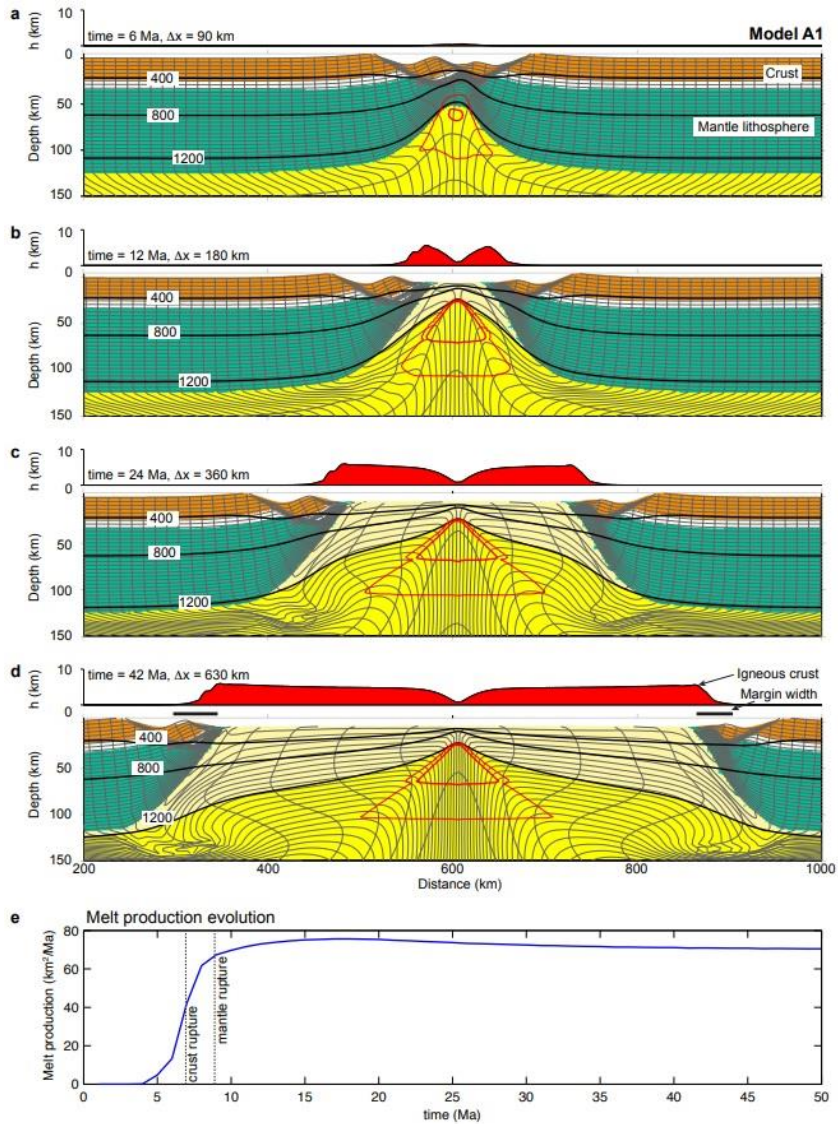 a
time = 6 Ma, Δx = 90 km
Model A1
h (km)
10
0
Crust
Mantle lithosphere
400
800
1200
Depth (km)
0
50
100
150
b
time = 12 Ma, Δx = 180 km
h (km)
10
0
400
800
1200
Depth (km)
0
50
100
150
c
time = 24 Ma, Δx = 360 km
h (km)
10
0
400
800
1200
Depth (km)
50
100
150
d
time = 42 Ma, Δx = 630 km
h (km)
10
0
Igneous crust
Margin width
400
800
1200
Depth (km)
0
50
100
150
200 400 600 800 1000
Distance (km)
e
Melt production evolution
Melt production (km²/Ma)
80
60
40
20
0
crust rupture
mantle rupture
0 5 10 15 20 25 30 35 40 45 50
time (Ma)